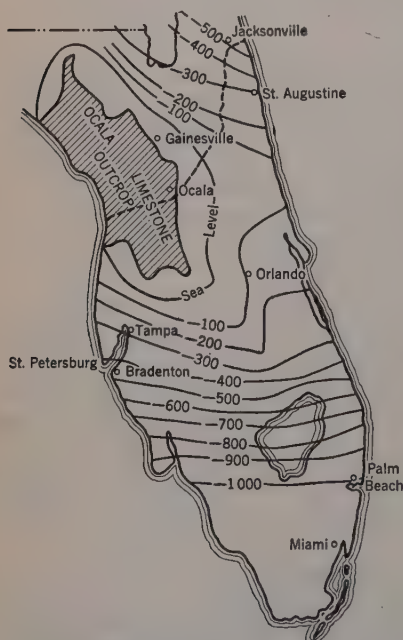 -500
Jacksonville
-400
-300
St. Augustine
-200
-100
Gainesville
OCALA LIMESTONE
OUTCROP
Ocala
Level
Sea
Orlando
-100
-200
Tampa
-300
St. Petersburg
Bradenton
-400
-500
-600
-700
-800
-900
Palm
Beach
-1000
Miami